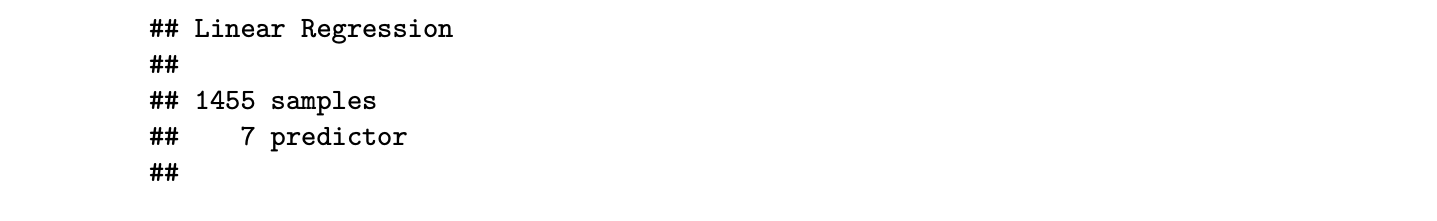 ## Linear Regression
##
## 1455 samples
##    7 predictor
##